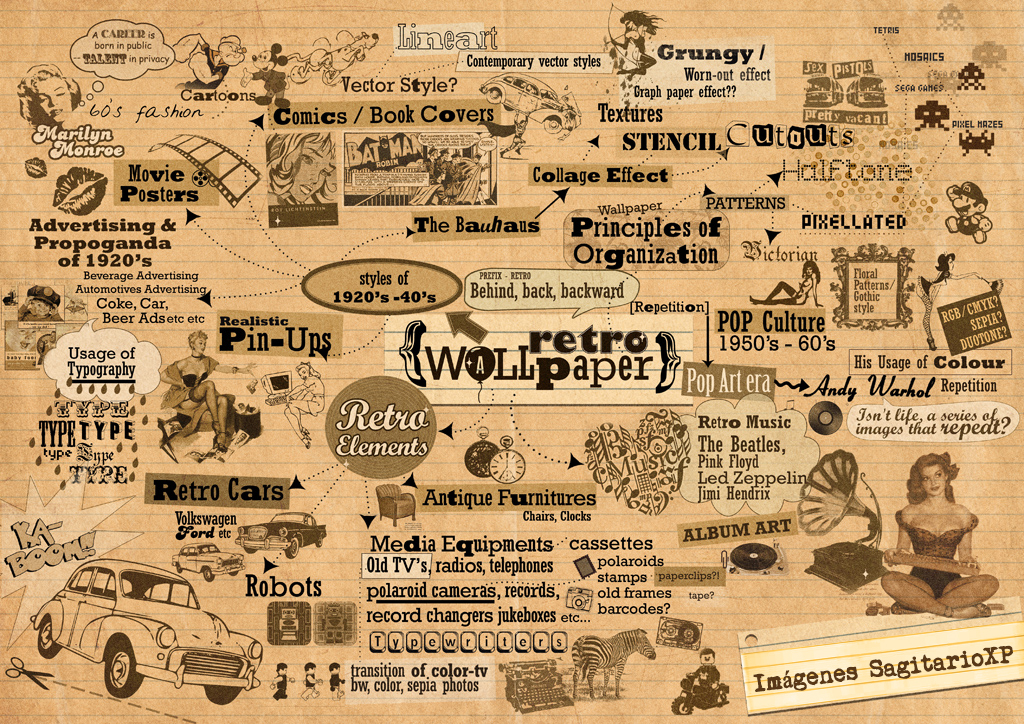 A CAREER is
born in public
-- TALENT in privacy
60's fashion
Marilyn
Monroe
Cartoons
Lineart
Contemporary vector styles
Vector Style?
Comics / Book Covers
BATMAN
ROBIN
ROY LICHTENSTEIN
Grungy /
Worn-out effect
Graph paper effect??
Textures
SEX PISTOLS
pretty vacant
TETRIS
MOSAICS
SEGA GAMES
PIXEL MAZES
STENCIL
Cutouts
Halftone
Collage Effect
PATTERNS
PIXELLATED
Movie
Posters
The Bauhaus
Wallpaper
Principles of
Organization
Victorian
Floral
Patterns/
Gothic
style
RGB/CMYK?
SEPIA?
DUOTONE?
Advertising &
Propoganda
of 1920's
Beverage Advertising
Automotives Advertising
Coke, Car,
Beer Ads etc etc
styles of
1920's -40's
PREFIX - RETRO
Behind, back, backward
[Repetition]
POP Culture
1950's - 60's
Realistic
Pin-Ups
{retro
WALLpaper}
His Usage of Colour
Pop Art era
Andy Warhol
Repetition
Isn't life, a series of
images that repeat?
Usage of
Typography
TYPE
TYPE TYPE
type Type
TYPE
Retro
Elements
Music
Retro Music
The Beatles,
Pink Floyd
Led Zeppelin
Jimi Hendrix
ALBUM ART
Retro Cars
Volkswagen
Ford etc
Antique Furnitures
Chairs, Clocks
KA-
BOOM!!
Robots
Media Equipments
Old TV's, radios, telephones
polaroid cameras, records,
record changers jukeboxes etc...
Typewriters
cassettes
polaroids
stamps
paperclips?!
old frames
tape?
barcodes?
transition of color-tv
bw, color, sepia photos
Imágenes SagitarioXP